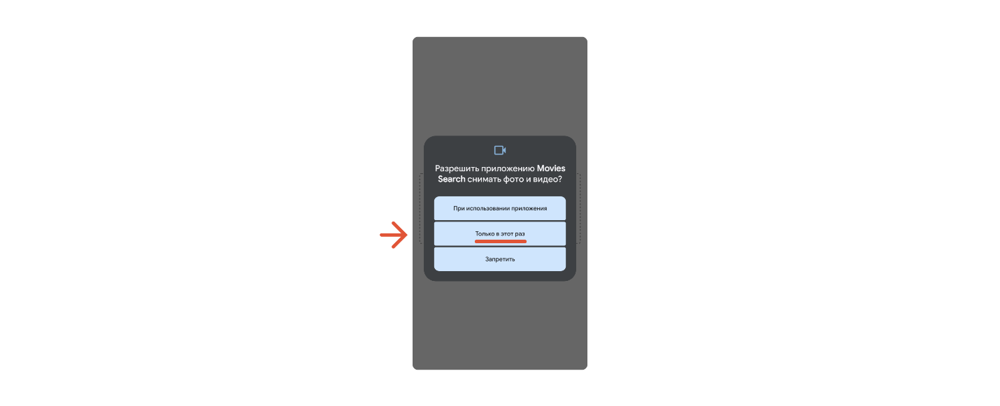 Разрешить приложению Movies
Search снимать фото и видео?
При использовании приложения
Только в этот раз
Запретить